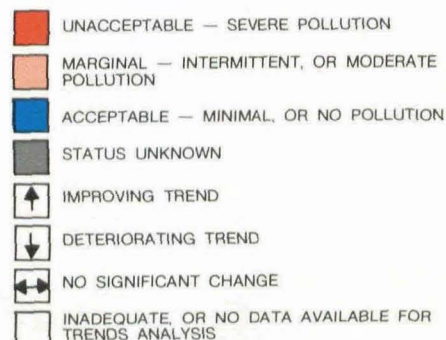 UNACCEPTABLE — SEVERE POLLUTION
MARGINAL — INTERMITTENT, OR MODERATE
POLLUTION
ACCEPTABLE — MINIMAL, OR NO POLLUTION
STATUS UNKNOWN
IMPROVING TREND
DETERIORATING TREND
NO SIGNIFICANT CHANGE
INADEQUATE, OR NO DATA AVAILABLE FOR
TRENDS ANALYSIS